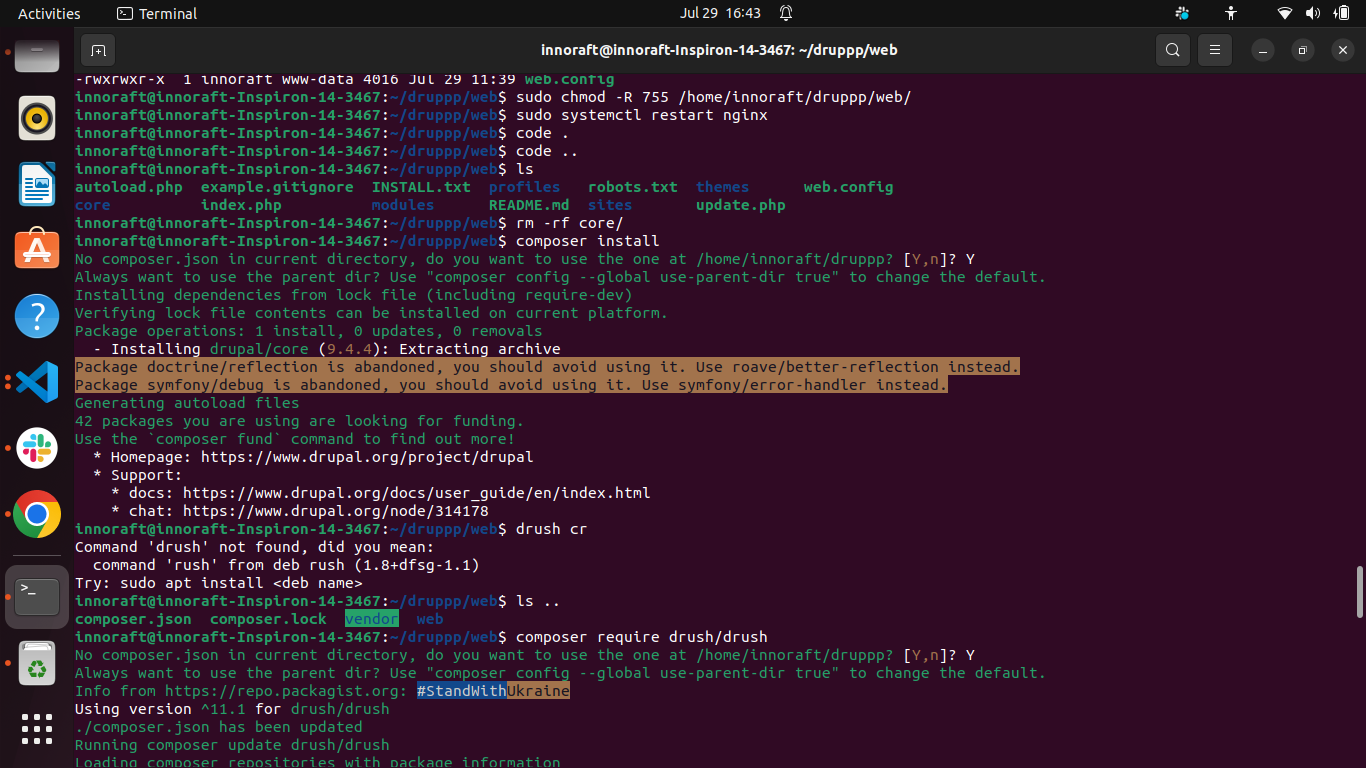 Activities
Terminal
Jul 29 16:43
innoraft@innoraft-Inspiron-14-3467: ~/druppp/web
-rwxrwxr-x  1 innoraft www-data 4016 Jul 29 11:39 web.config
innoraft@innoraft-Inspiron-14-3467:~/druppp/web$ sudo chmod -R 755 /home/innoraft/druppp/web/
innoraft@innoraft-Inspiron-14-3467:~/druppp/web$ sudo systemctl restart nginx
innoraft@innoraft-Inspiron-14-3467:~/druppp/web$ code .
innoraft@innoraft-Inspiron-14-3467:~/druppp/web$ code ..
innoraft@innoraft-Inspiron-14-3467:~/druppp/web$ ls
autoload.php  example.gitignore  INSTALL.txt  profiles   robots.txt  themes      web.config
core          index.php          modules      README.md  sites       update.php
innoraft@innoraft-Inspiron-14-3467:~/druppp/web$ rm -rf core/
innoraft@innoraft-Inspiron-14-3467:~/druppp/web$ composer install
No composer.json in current directory, do you want to use the one at /home/innoraft/druppp? [Y,n]? Y
Always want to use the parent dir? Use "composer config --global use-parent-dir true" to change the default.
Installing dependencies from lock file (including require-dev)
Verifying lock file contents can be installed on current platform.
Package operations: 1 install, 0 updates, 0 removals
  - Installing drupal/core (9.4.4): Extracting archive
Package doctrine/reflection is abandoned, you should avoid using it. Use roave/better-reflection instead.
Package symfony/debug is abandoned, you should avoid using it. Use symfony/error-handler instead.
Generating autoload files
42 packages you are using are looking for funding.
Use the `composer fund` command to find out more!
  * Homepage: https://www.drupal.org/project/drupal
  * Support:
    * docs: https://www.drupal.org/docs/user_guide/en/index.html
    * chat: https://www.drupal.org/node/314178
innoraft@innoraft-Inspiron-14-3467:~/druppp/web$ drush cr
Command 'drush' not found, did you mean:
  command 'rush' from deb rush (1.8+dfsg-1.1)
Try: sudo apt install <deb name>
innoraft@innoraft-Inspiron-14-3467:~/druppp/web$ ls ..
composer.json  composer.lock  vendor  web
innoraft@innoraft-Inspiron-14-3467:~/druppp/web$ composer require drush/drush
No composer.json in current directory, do you want to use the one at /home/innoraft/druppp? [Y,n]? Y
Always want to use the parent dir? Use "composer config --global use-parent-dir true" to change the default.
Info from https://repo.packagist.org: #StandWithUkraine
Using version ^11.1 for drush/drush
./composer.json has been updated
Running composer update drush/drush
Loading composer repositories with package information